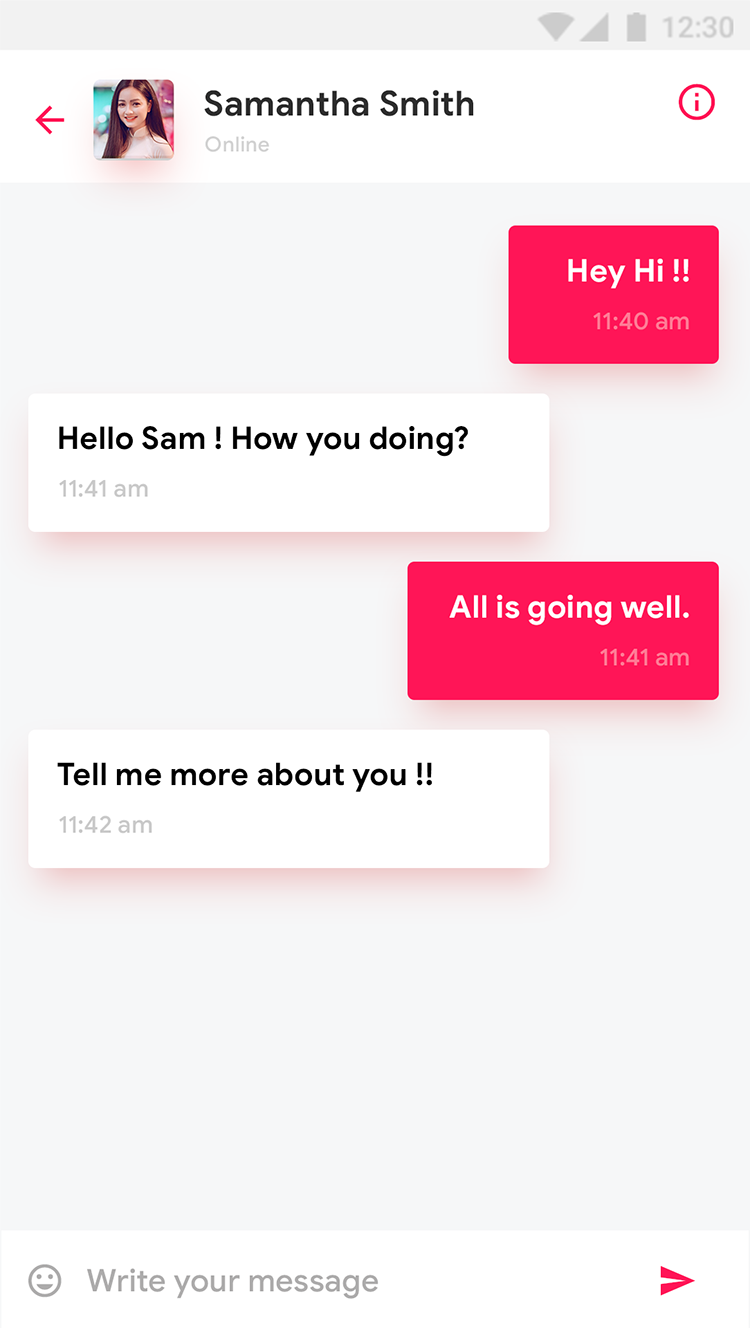 12:30
Samantha Smith
Online
Hey Hi !!
11:40 am
Hello Sam ! How you doing?
11:41 am
All is going well.
11:41 am
Tell me more about you !!
11:42 am
Write your message